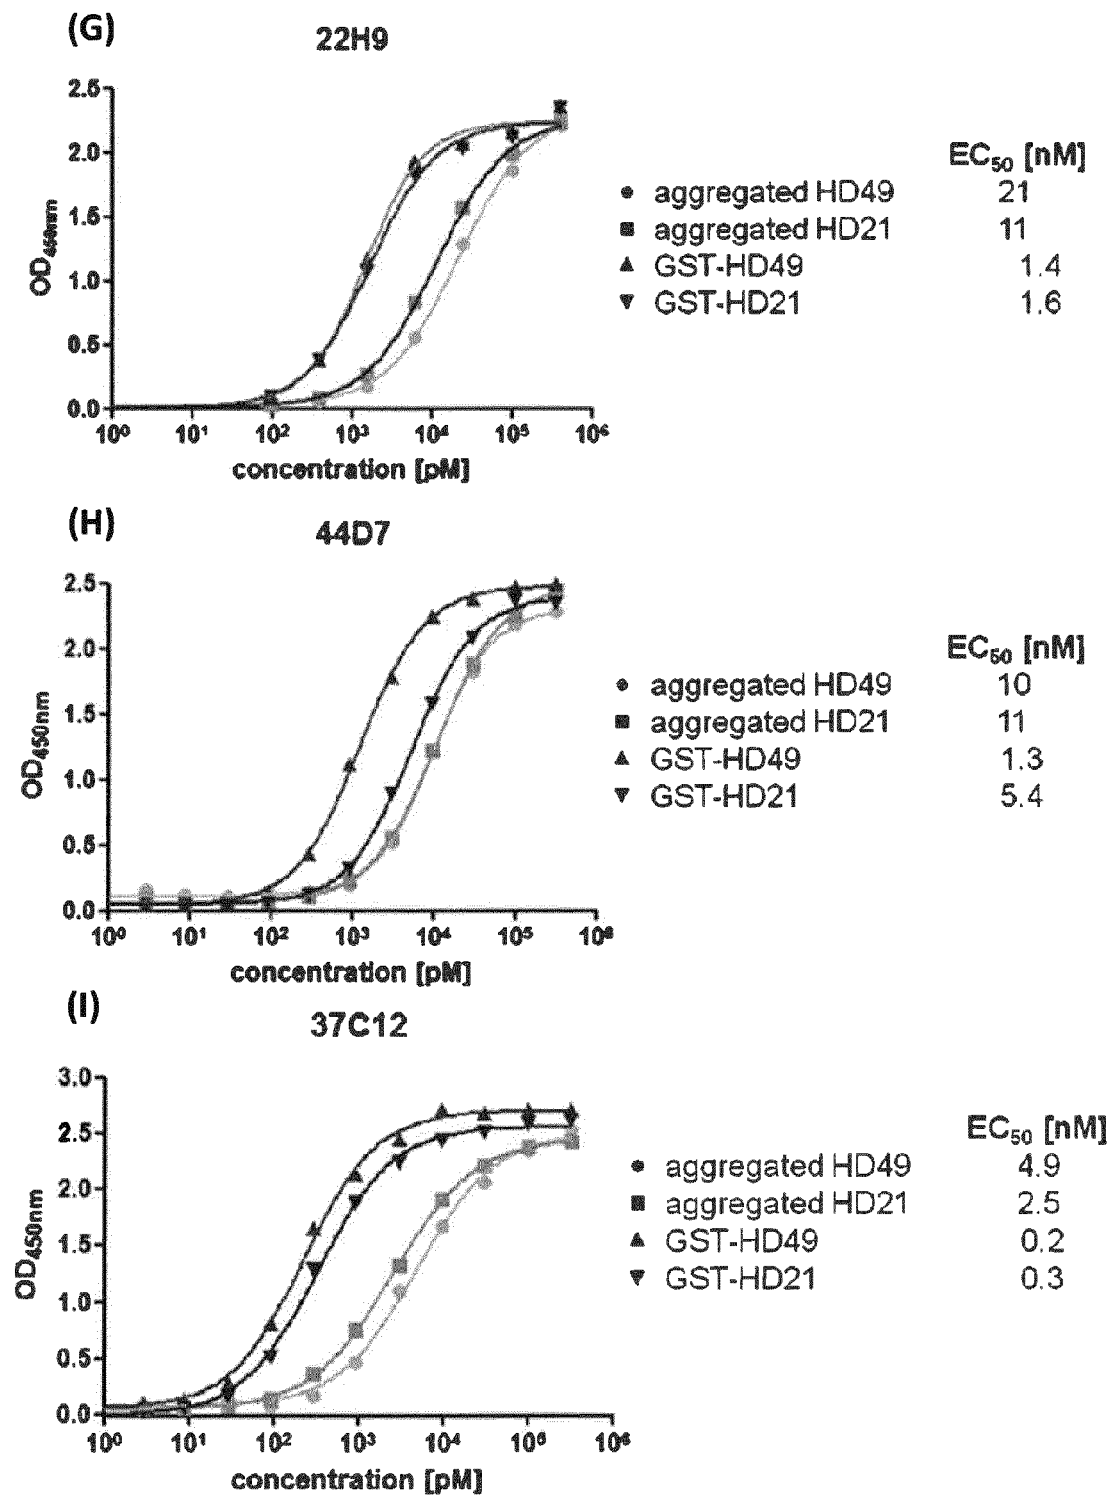 (G)
22H9
2.5
2.0
1.5
1.0
0.5
0.0
OD450nm
10⁰ 10¹ 10² 10³ 10⁴ 10⁵ 10⁶
concentration [pM]
EC50 [nM]
aggregated HD49 21
aggregated HD21 11
GST-HD49 1.4
GST-HD21 1.6
(H)
44D7
2.5
2.0
1.5
1.0
0.5
0.0
OD450nm
10⁰ 10¹ 10² 10³ 10⁴ 10⁵ 10⁶
concentration [pM]
EC50 [nM]
aggregated HD49 10
aggregated HD21 11
GST-HD49 1.3
GST-HD21 5.4
(I)
37C12
3.0
2.5
2.0
1.5
1.0
0.5
0.0
OD450nm
10⁰ 10¹ 10² 10³ 10⁴ 10⁵ 10⁶
concentration [pM]
EC50 [nM]
aggregated HD49 4.9
aggregated HD21 2.5
GST-HD49 0.2
GST-HD21 0.3